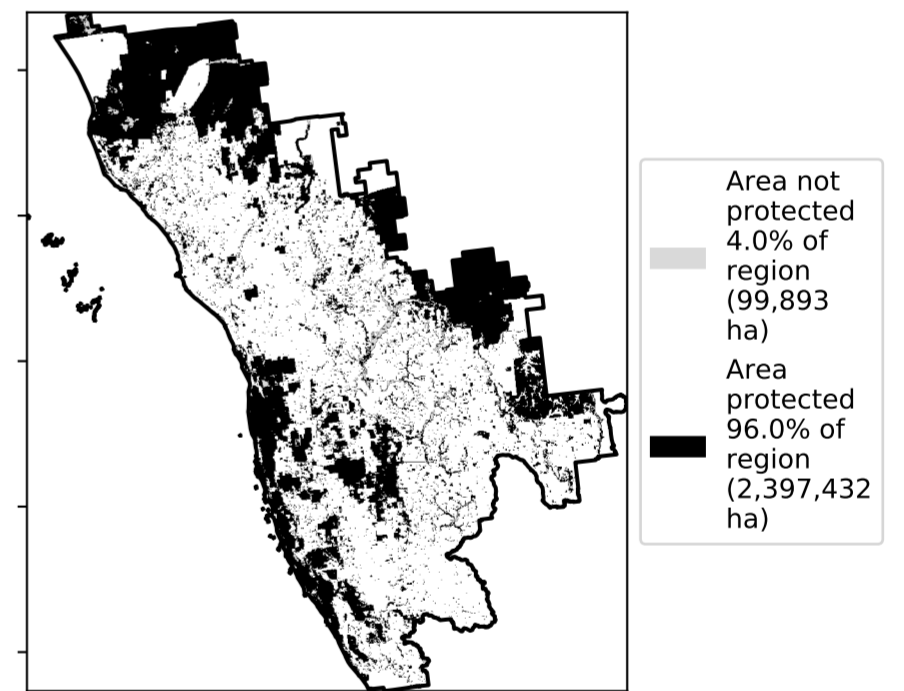 Area not
protected
4.0% of
region
(99,893
ha)
Area
protected
96.0% of
region
(2,397,432
ha)